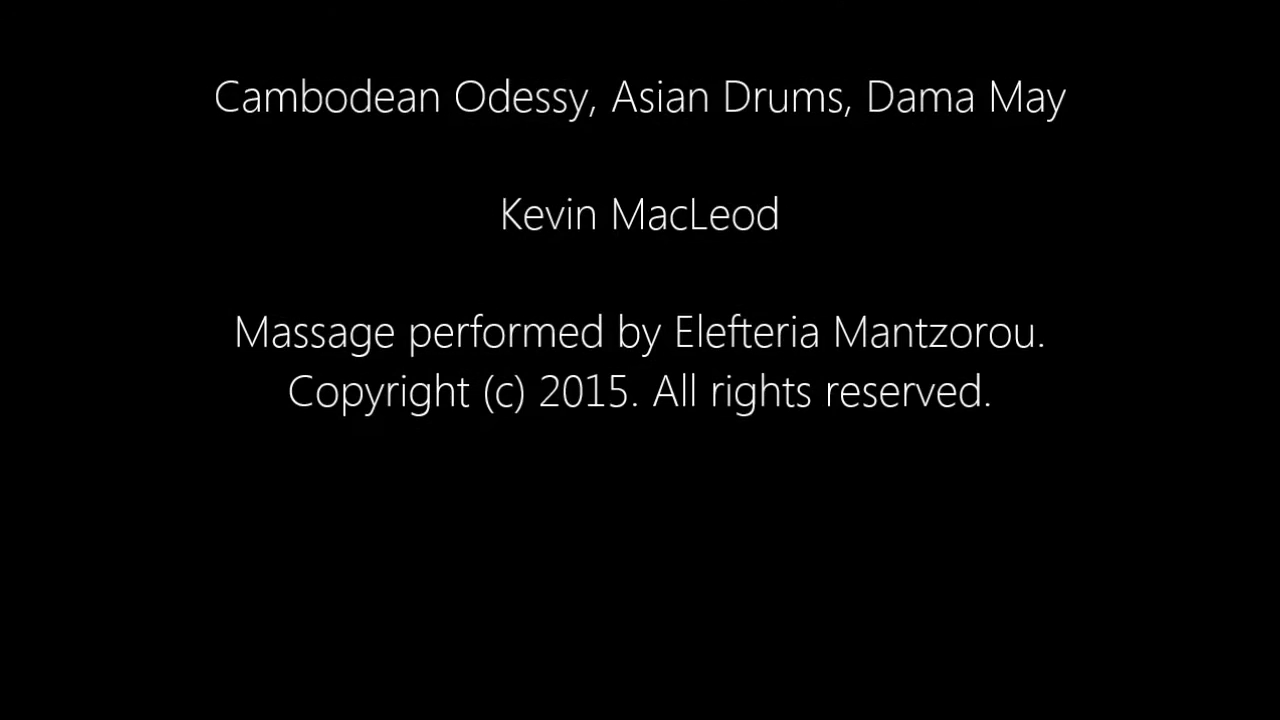 Cambodean Odessy, Asian Drums, Dama May
Kevin MacLeod
Massage performed by Elefteria Mantzorou.
Copyright (c) 2015. All rights reserved.